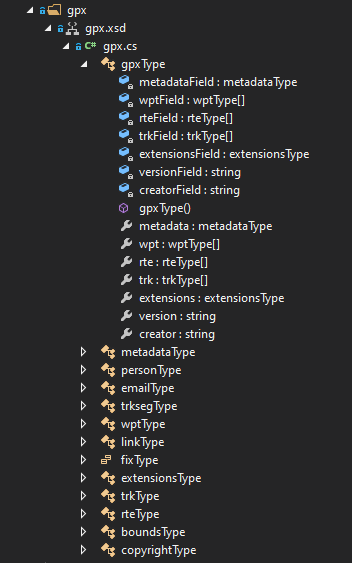 gpx
gpx.xsd
C# gpx.cs
gpxType
metadataField : metadataType
wptField : wptType[]
rteField : rteType[]
trkField : trkType[]
extensionsField : extensionsType
versionField : string
creatorField : string
gpxType()
metadata : metadataType
wpt : wptType[]
rte : rteType[]
trk : trkType[]
extensions : extensionsType
version : string
creator : string
metadataType
personType
emailType
trksegType
wptType
linkType
fixType
extensionsType
trkType
rteType
boundsType
copyrightType